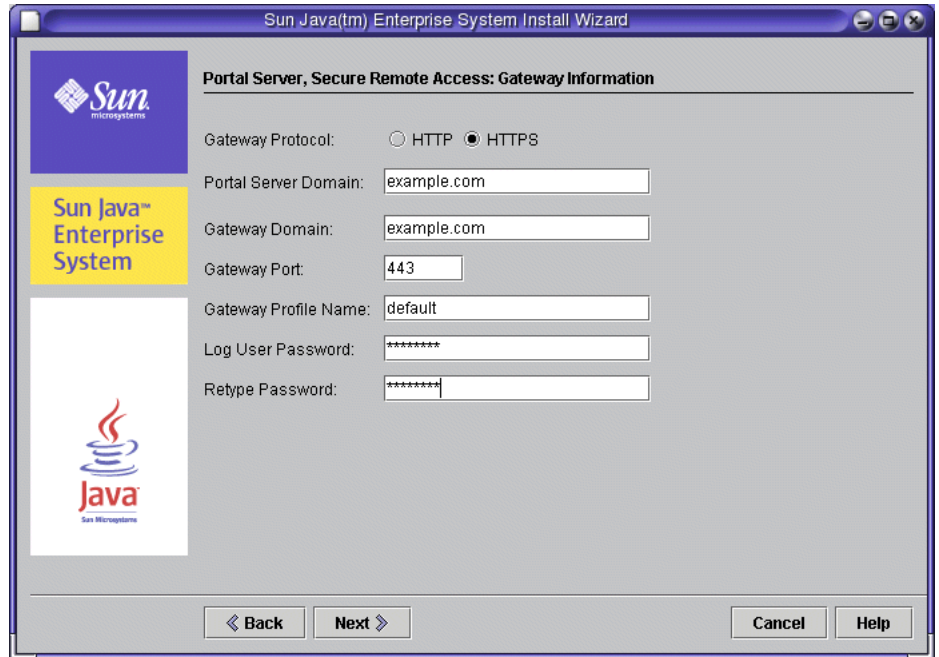 Sun Java(tm) Enterprise System Install Wizard
Sun
microsystems
Sun Java™
Enterprise
System
Java
Sun Microsystems
Portal Server, Secure Remote Access: Gateway Information
Gateway Protocol: HTTP HTTPS
Portal Server Domain: example.com
Gateway Domain: example.com
Gateway Port: 443
Gateway Profile Name: default
Log User Password: ********
Retype Password: ********
Back Next Cancel Help